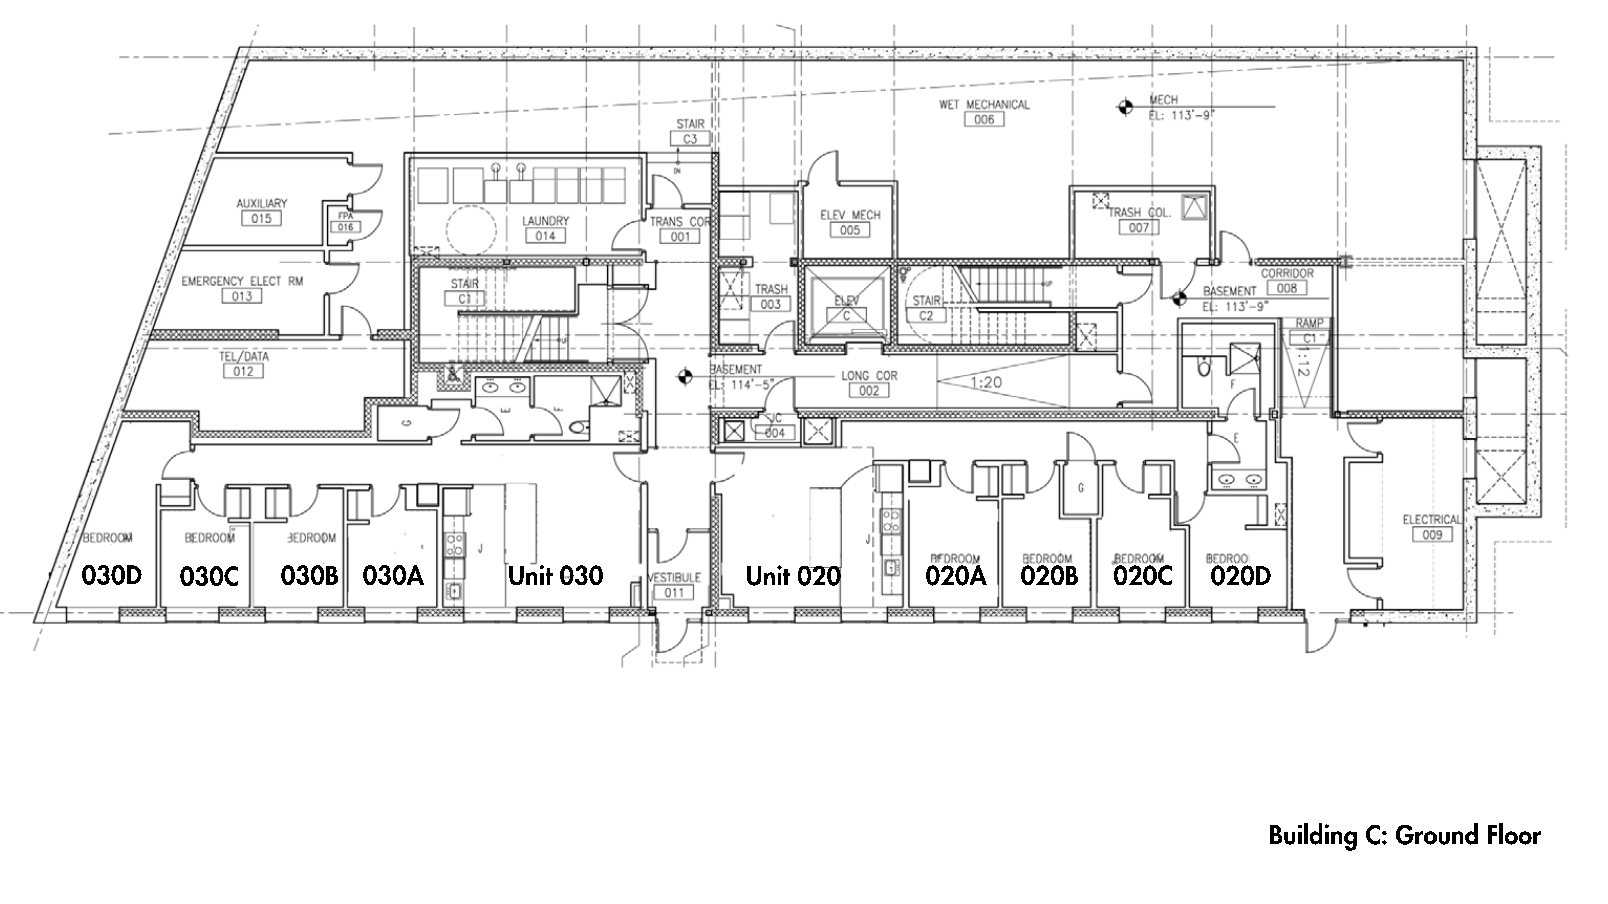 WET MECHANICAL
006
MECH
EL: 113'-9"
STAIR
C3
DN
AUXILIARY
015
FPA
016
LAUNDRY
014
TRANS COR
001
ELEV MECH
005
TRASH COL.
007
EMERGENCY ELECT RM
013
STAIR
C1
TRASH
003
ELEV
C
STAIR
C2
CORRIDOR
008
BASEMENT
EL: 113'-9"
RAMP
C1
1:12
TEL/DATA
012
BASEMENT
EL: 114'-5"
LONG COR
002
1:20
JC
004
G
E
F
F
E
G
J
J
ELECTRICAL
009
BEDROOM
BEDROOM
BEDROOM
BEDROOM
BEDROOM
BEDROOM
BEDROO
030D
030C
030B
030A
Unit 030
VESTIBULE
011
Unit 020
020A
020B
020C
020D
Building C: Ground Floor